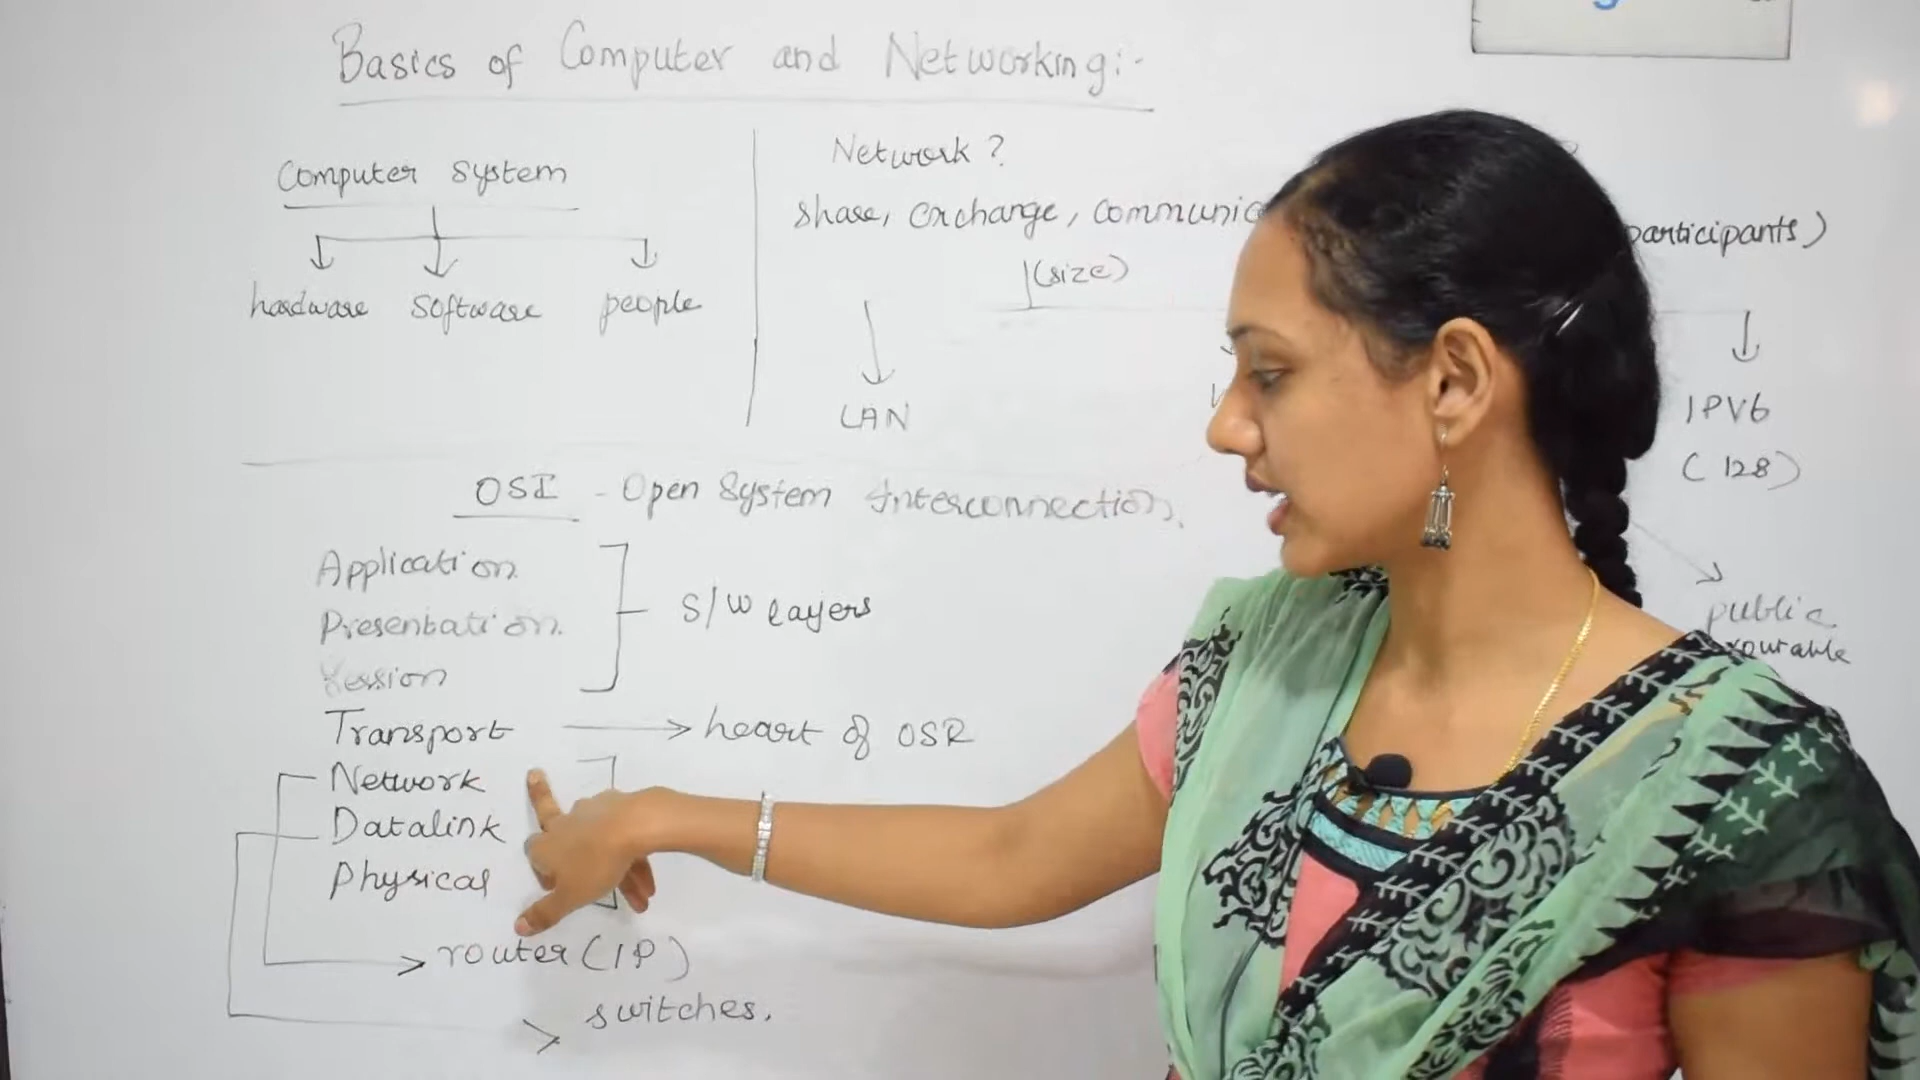 Basics of Computer and Networking:-
Computer system
hardware software people
Network ?
share, exchange, communic
participants)
(size)
LAN
IPV6
(128)
OSI - Open System Interconnection.
Application
Presentation.
Session
S/W layers
Transport → heart of OSI
Network
Datalink
Physical
router (IP)
switches.
public
routable